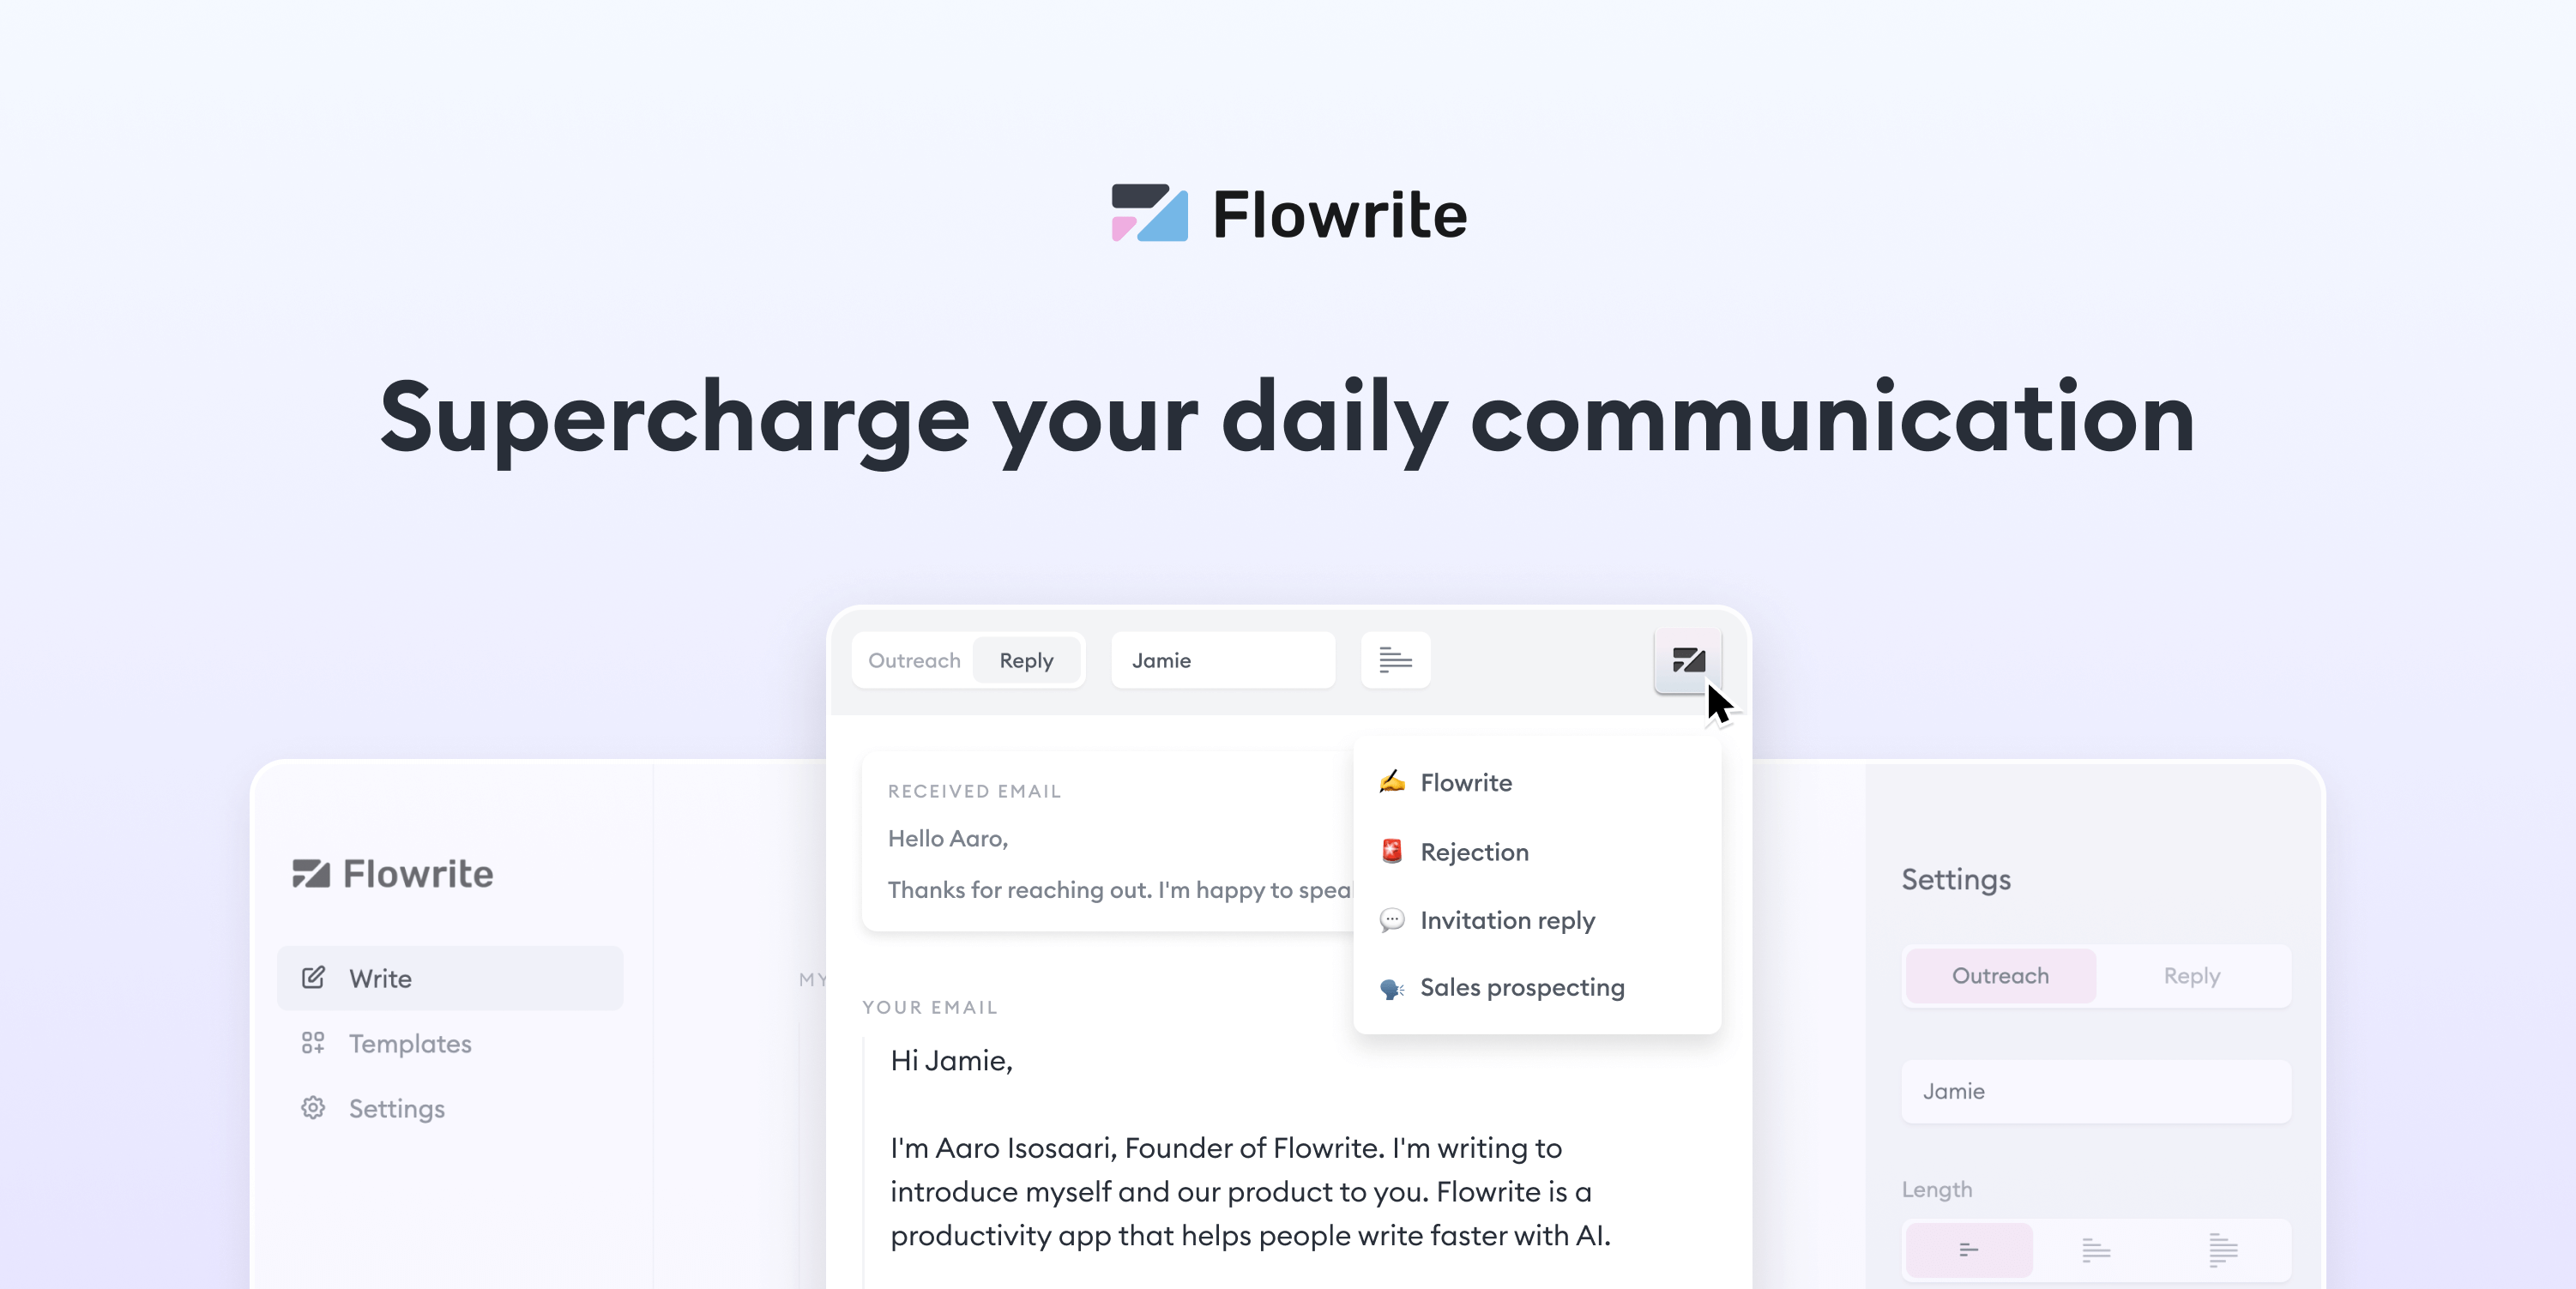 Flowrite
Supercharge your daily communication
Outreach
Reply
Jamie
RECEIVED EMAIL
Hello Aaro,
Thanks for reaching out. I'm happy to
Flowrite
Rejection
Invitation reply
Sales prospecting
YOUR EMAIL
Hi Jamie,
I'm Aaro Isosaari, Founder of Flowrite. I'm writing to
introduce myself and our product to you. Flowrite is a
productivity app that helps people write faster with AI.
Flowrite
Write
Templates
Settings
MY
Settings
Outreach
Reply
Jamie
Length